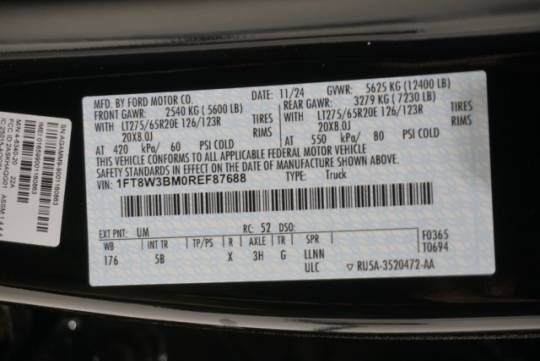 MFD. BY FORD MOTOR CO.
DATE: 11/24 GVWR: 5625 KG (12400 LB)
FRONT GAWR: 2540 KG (5600 LB)
REAR GAWR: 3279 KG (7230 LB)
WITH LT275/65R20E 126/123R
20X8.0J
WITH LT275/65R20E 126/123R
20X8.0J
AT 420 kPa/ 60 PSI COLD
AT 550 kPa/ 80 PSI COLD
THIS VEHICLE CONFORMS TO ALL APPLICABLE FEDERAL MOTOR
VEHICLE SAFETY STANDARDS IN EFFECT ON THE DATE OF MANUFACTURE
SHOWN ABOVE.
VIN: 1FT8W3BM0REF87688
TYPE: Truck
EXT PNT: UM RC: 52 DSO:
WB INT TR TP/PS R AXLE TR SPR
176 5B X 3H G LLNN
ULC
F0365
T0694
RU5A-3520472-AA